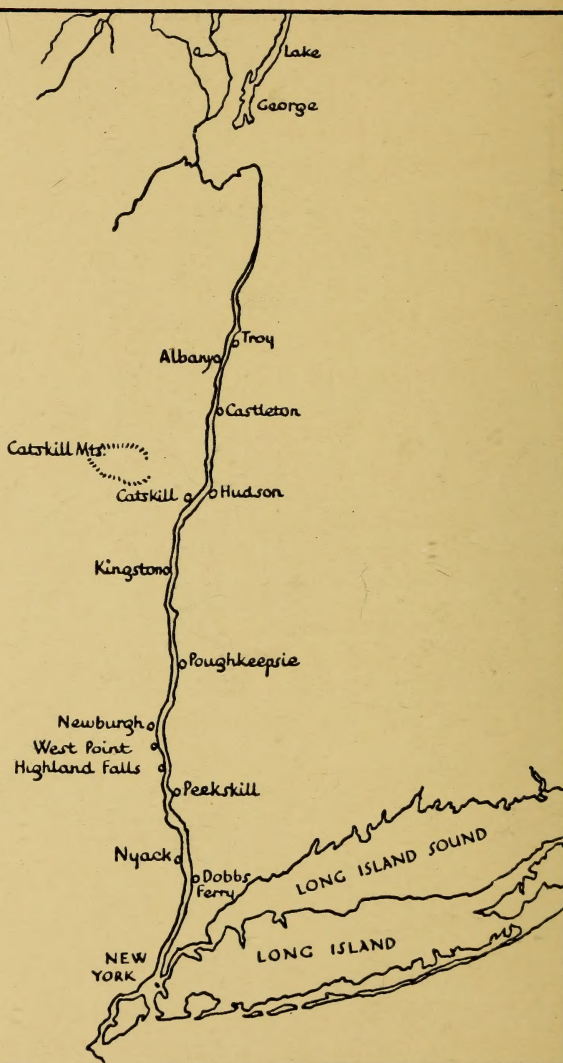 Lake
George
Troy
Albany
Castleton
Catskill Mts.
Catskill
Hudson
Kingston
Poughkeepsie
Newburgh
West Point
Highland Falls
Peekskill
Nyack
Dobbs
Ferry
LONG ISLAND SOUND
LONG ISLAND
NEW
YORK